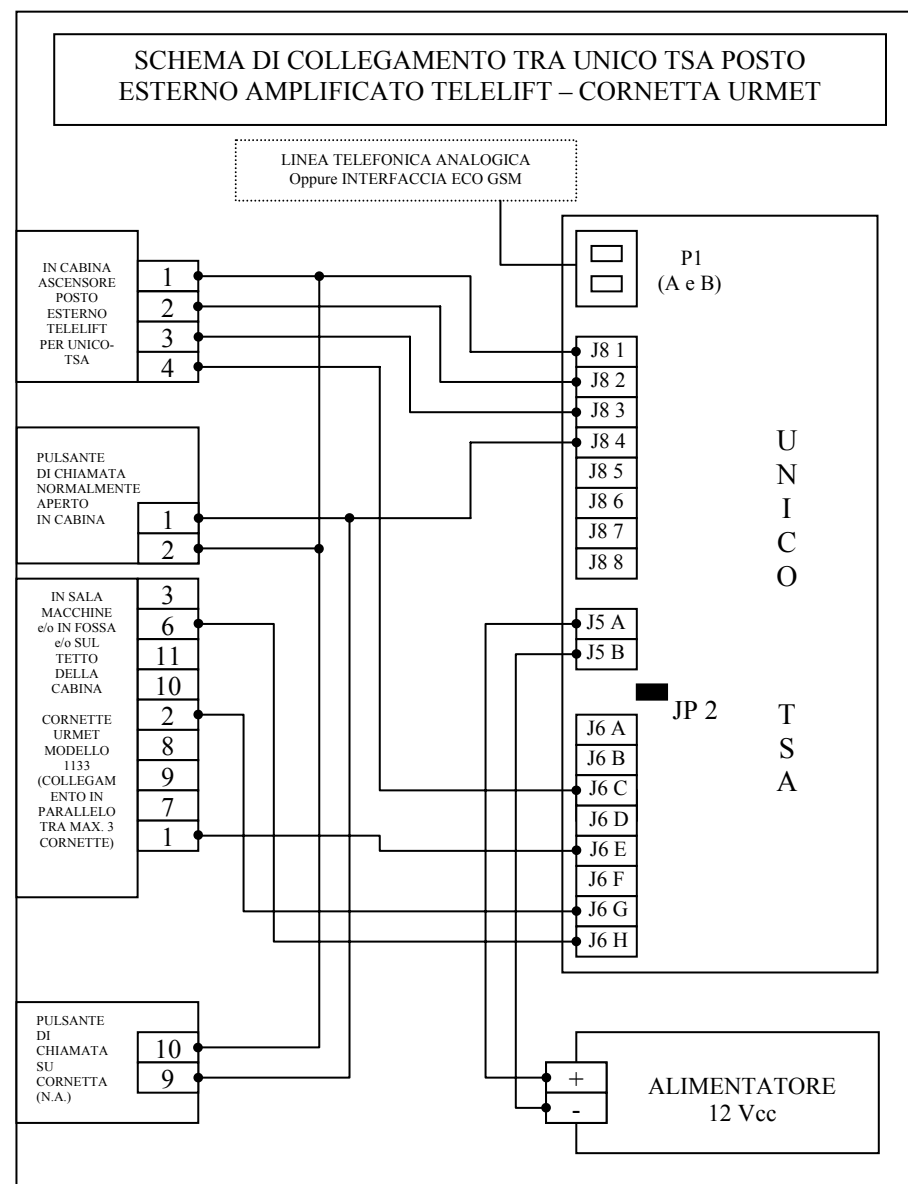 SCHEMA DI COLLEGAMENTO TRA UNICO TSA POSTO
ESTERNO AMPLIFICATO TELELIFT – CORNETTA URMET
LINEA TELEFONICA ANALOGICA
Oppure INTERFACCIA ECO GSM
IN CABINA
ASCENSORE
POSTO
ESTERNO
TELELIFT
PER UNICO-
TSA
1
2
3
4
PULSANTE
DI CHIAMATA
NORMALMENTE
APERTO
IN CABINA
1
2
IN SALA
MACCHINE
e/o IN FOSSA
e/o SUL
TETTO
DELLA
CABINA
CORNETTE
URMET
MODELLO
1133
(COLLEGAM
ENTO IN
PARALLELO
TRA MAX. 3
CORNETTE)
3
6
11
10
2
8
9
7
1
PULSANTE
DI
CHIAMATA
SU
CORNETTA
(N.A.)
10
9
P1
(A e B)
J8 1
J8 2
J8 3
J8 4
J8 5
J8 6
J8 7
J8 8
J5 A
J5 B
JP 2
J6 A
J6 B
J6 C
J6 D
J6 E
J6 F
J6 G
J6 H
U
N
I
C
O
T
S
A
+
-
ALIMENTATORE
12 Vcc